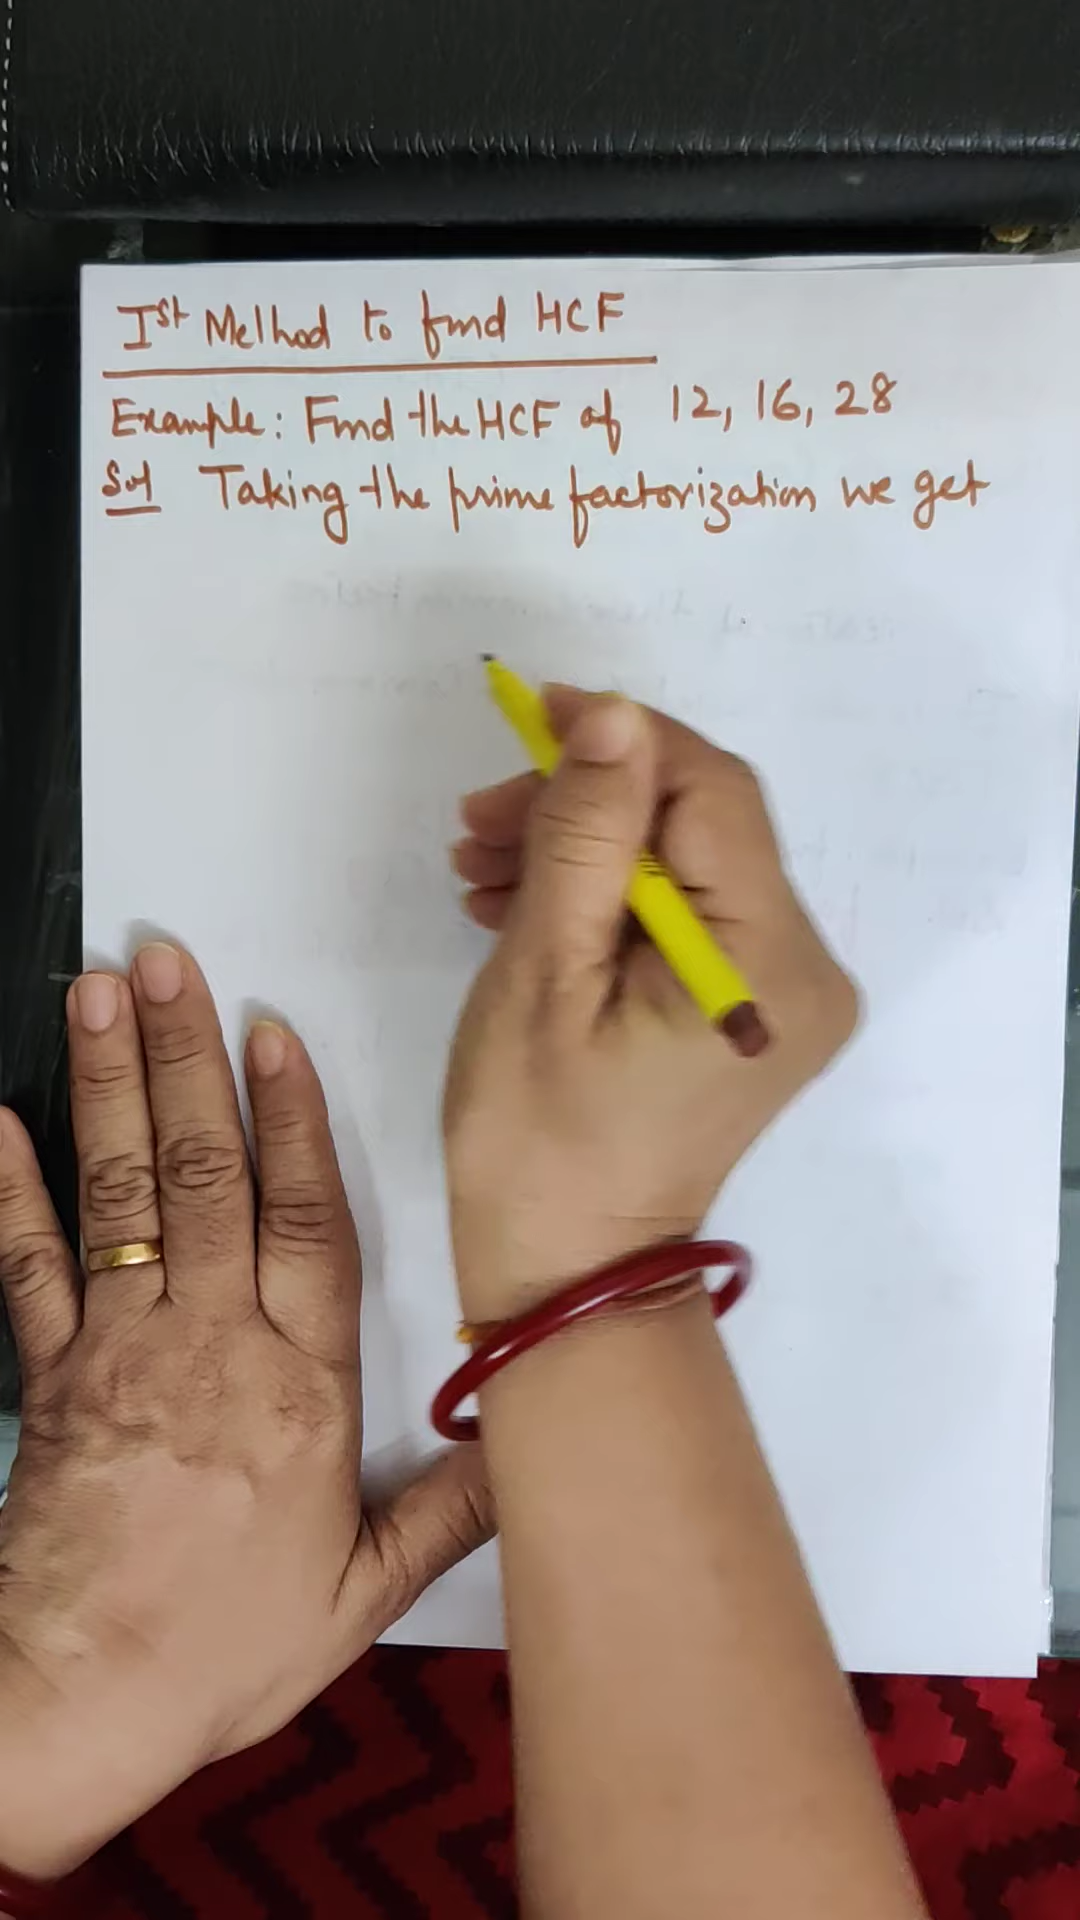 Ist Method to find HCF
Example: Find the HCF of 12, 16, 28
Sol Taking the prime factorization we get